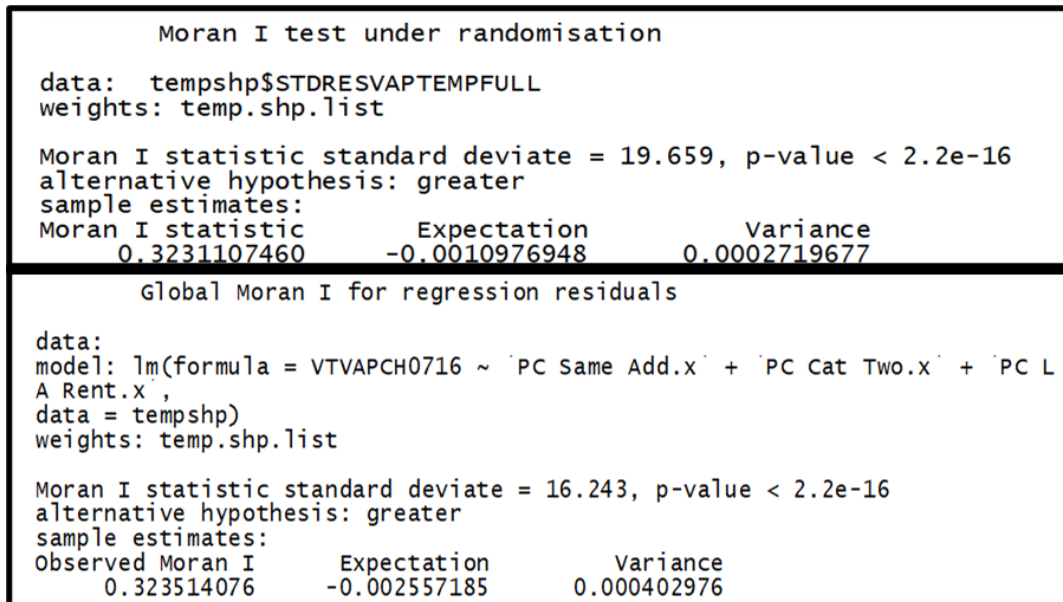 Moran I test under randomisation
data: tempshp$STDRESVAPTEMPFULL
weights: temp.shp.list
Moran I statistic standard deviate = 19.659, p-value < 2.2e-16
alternative hypothesis: greater
sample estimates:
Moran I statistic Expectation Variance
0.3231107460 -0.0010976948 0.0002719677
Global Moran I for regression residuals
data:
model: lm(formula = VTVAPCH0716 ~ `PC Same Add.x` + `PC Cat Two.x` + `PC L
A Rent.x`,
data = tempshp)
weights: temp.shp.list
Moran I statistic standard deviate = 16.243, p-value < 2.2e-16
alternative hypothesis: greater
sample estimates:
Observed Moran I Expectation Variance
0.323514076 -0.002557185 0.000402976